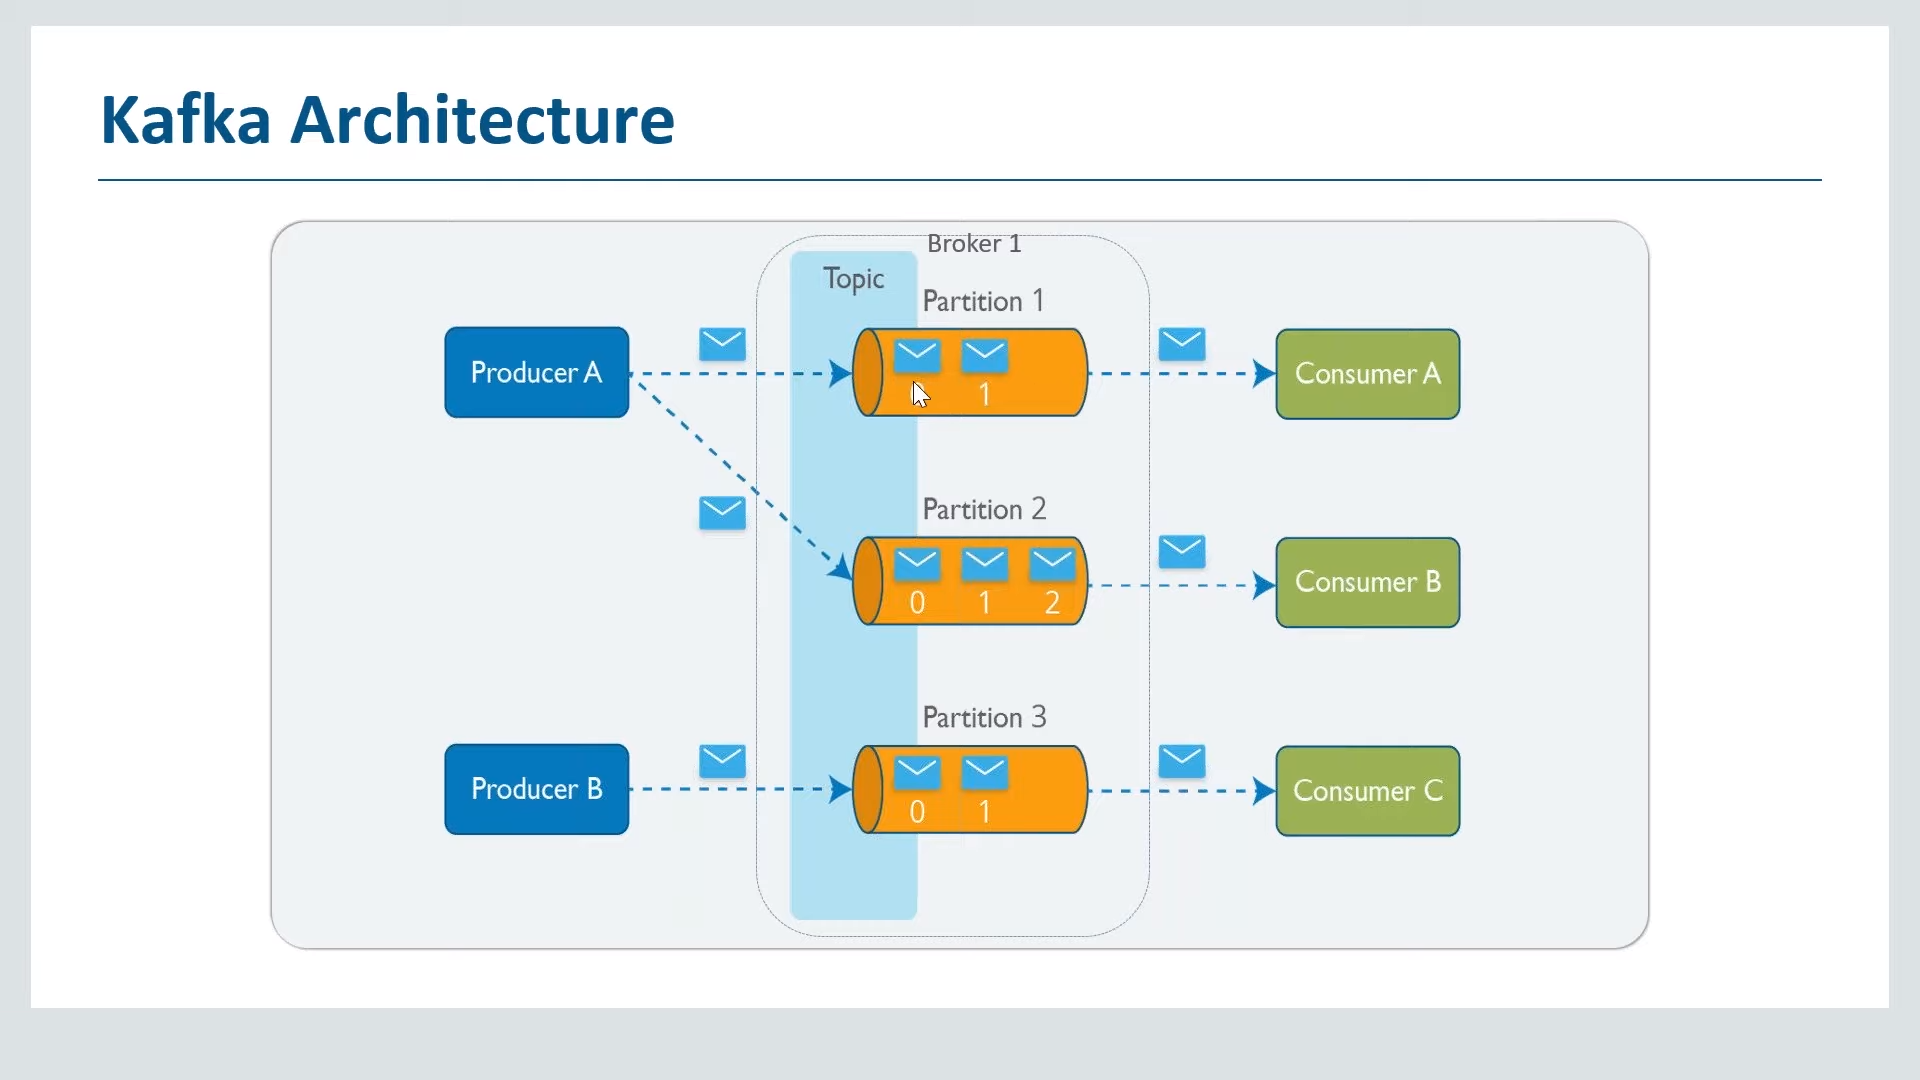 Kafka Architecture
Broker 1
Topic
Partition 1
Producer A
1
Consumer A
Partition 2
0 1 2
Consumer B
Partition 3
Producer B
0 1
Consumer C